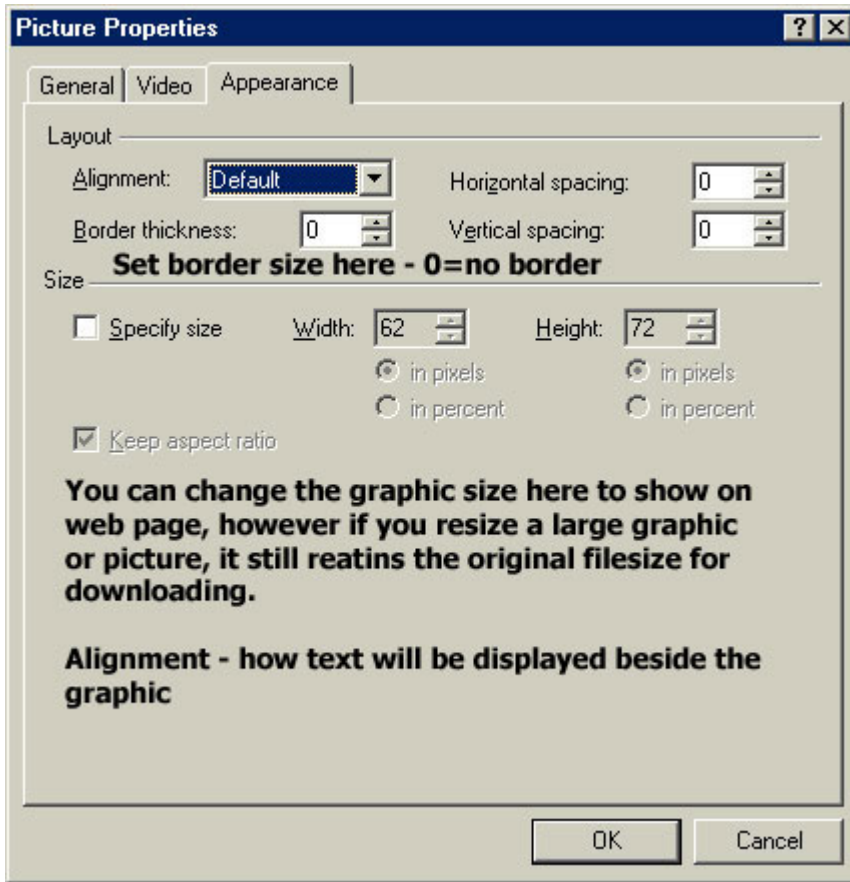 Picture Properties
General Video Appearance
Layout
Alignment: Default Horizontal spacing: 0
Border thickness: 0 Vertical spacing: 0
Set border size here - 0=no border
Size
Specify size Width: 62 Height: 72
in pixels in pixels
in percent in percent
Keep aspect ratio
You can change the graphic size here to show on
web page, however if you resize a large graphic
or picture, it still reatins the original filesize for
downloading.
Alignment - how text will be displayed beside the
graphic
OK Cancel